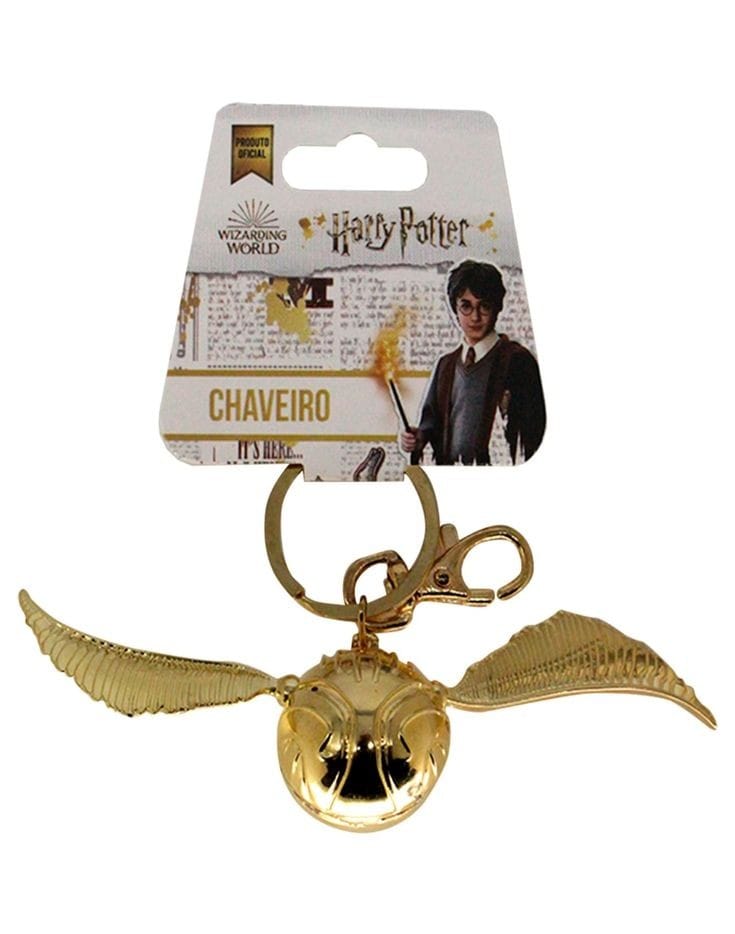 PRODUTO
OFICIAL
WIZARDING
WORLD
Harry Potter
M
CHAVEIRO
IT'S HERE...